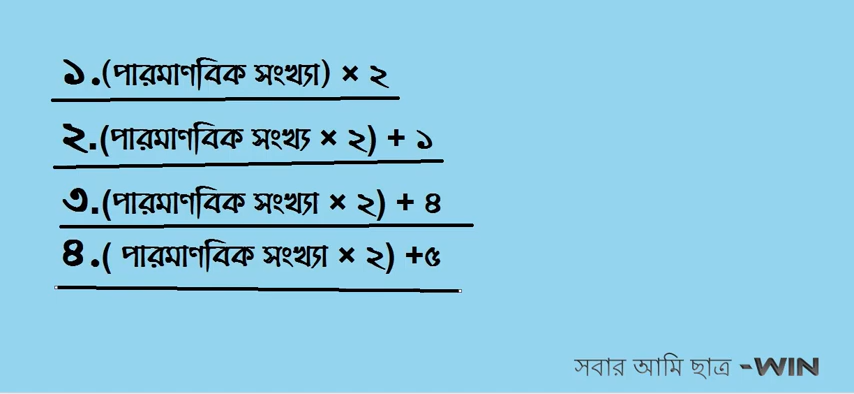 ১.(পারমাণবিক সংখ্যা) × ২
২.(পারমাণবিক সংখ্য × ২) + ১
৩.(পারমাণবিক সংখ্যা × ২) + ৪
৪.( পারমাণবিক সংখ্যা × ২) +৫
সবার আমি ছাত্র -WIN